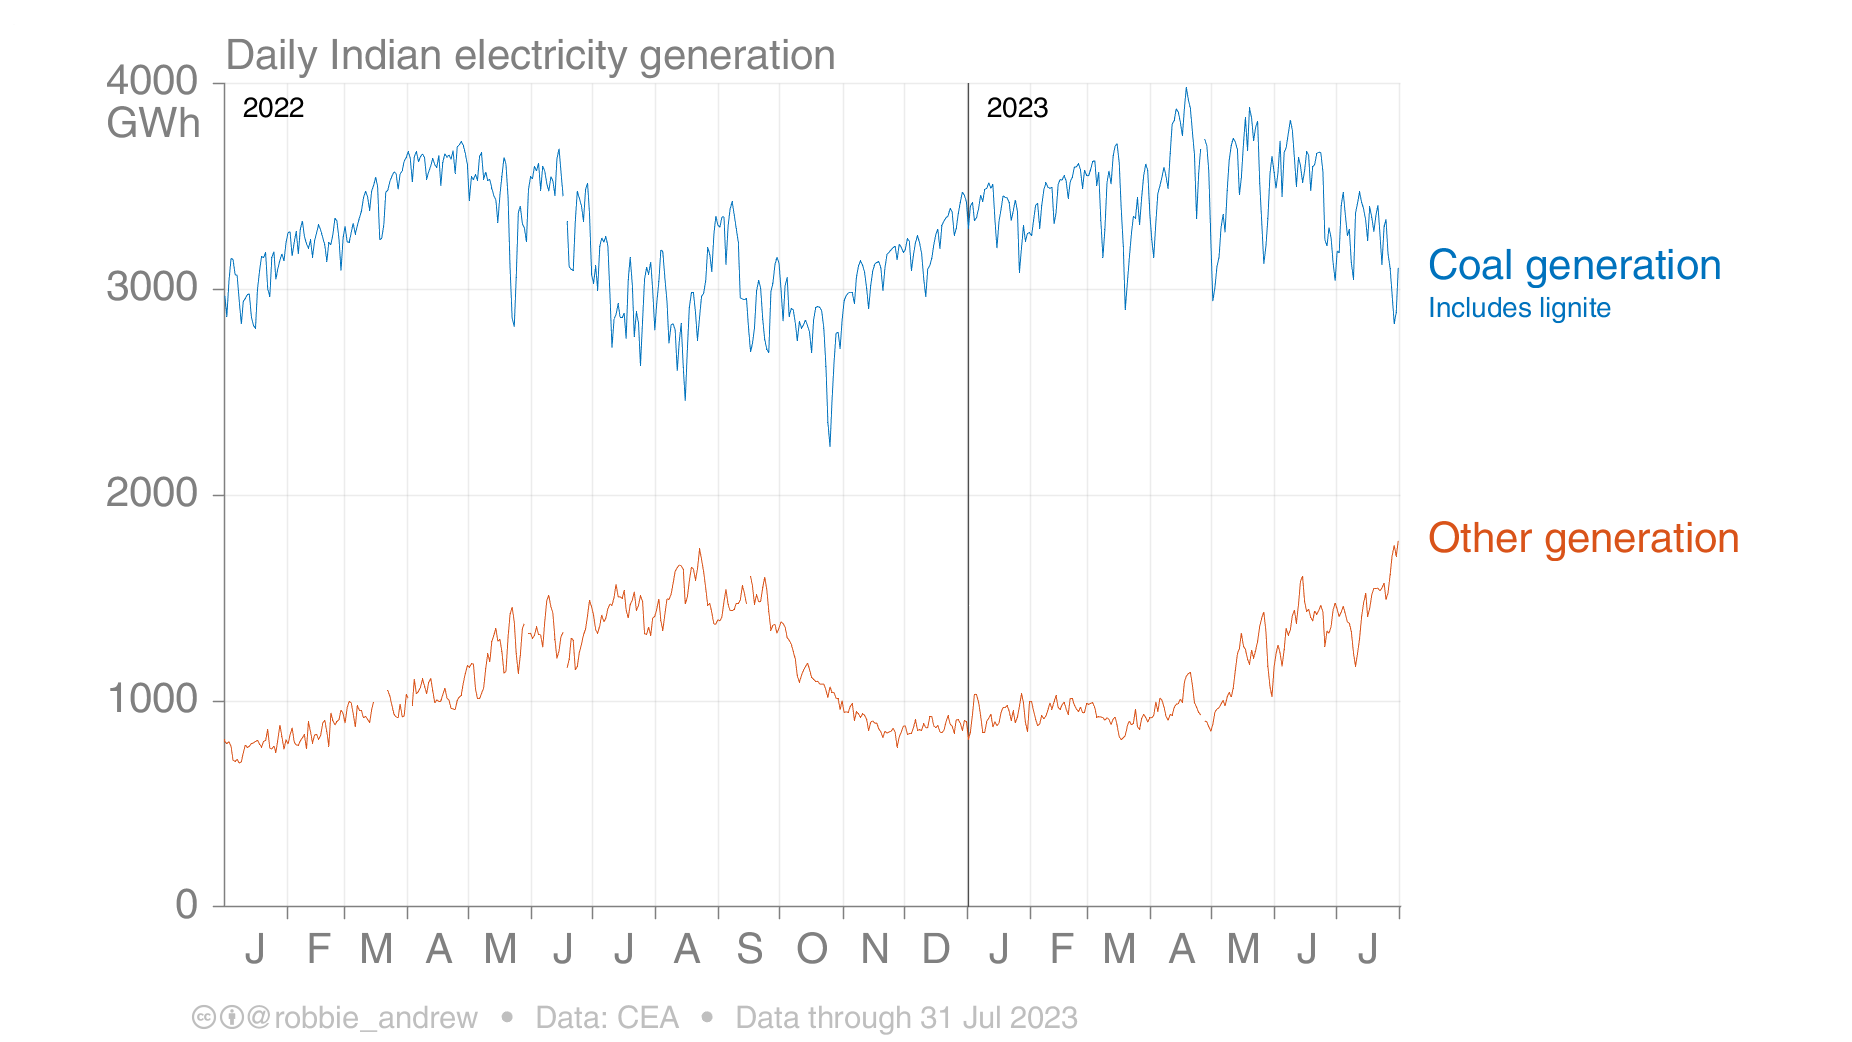 Daily Indian electricity generation
4000
GWh
2022
2023
3000
Coal generation
Includes lignite
2000
Other generation
1000
0
J F M A M J J A S O N D J F M A M J J
cc @robbie_andrew • Data: CEA • Data through 31 Jul 2023